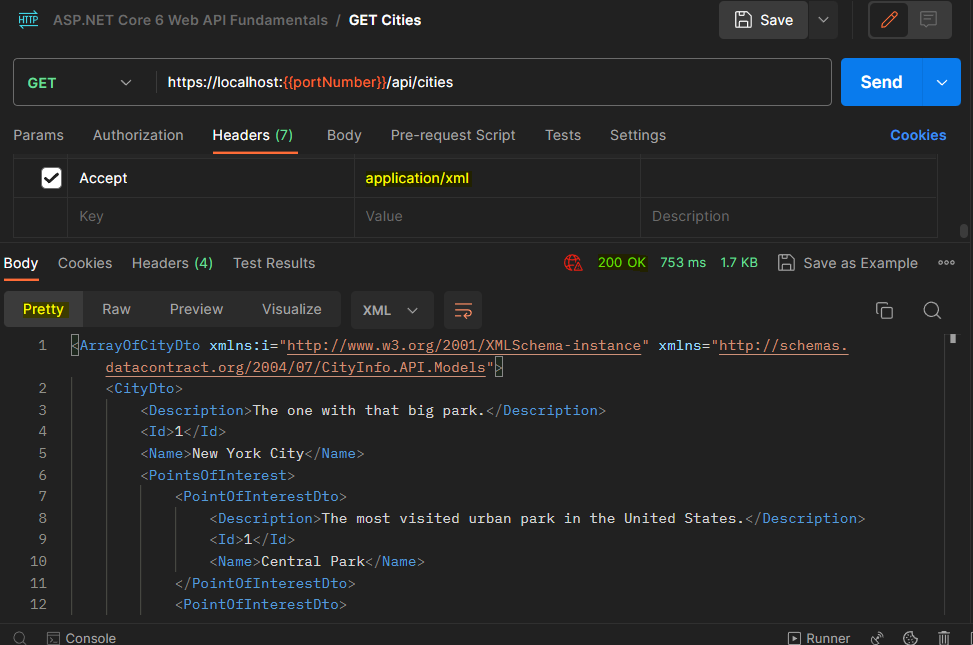 HTTP ASP.NET Core 6 Web API Fundamentals / GET Cities Save
GET https://localhost:{{portNumber}}/api/cities Send
Params Authorization Headers (7) Body Pre-request Script Tests Settings Cookies
Accept application/xml
Key Value Description
Body Cookies Headers (4) Test Results 200 OK 753 ms 1.7 KB Save as Example
Pretty Raw Preview Visualize XML
1 <ArrayOfCityDto xmlns:i="http://www.w3.org/2001/XMLSchema-instance" xmlns="http://schemas.
datacontract.org/2004/07/CityInfo.API.Models">
2 <CityDto>
3 <Description>The one with that big park.</Description>
4 <Id>1</Id>
5 <Name>New York City</Name>
6 <PointsOfInterest>
7 <PointOfInterestDto>
8 <Description>The most visited urban park in the United States.</Description>
9 <Id>1</Id>
10 <Name>Central Park</Name>
11 </PointOfInterestDto>
12 <PointOfInterestDto>
Console Runner